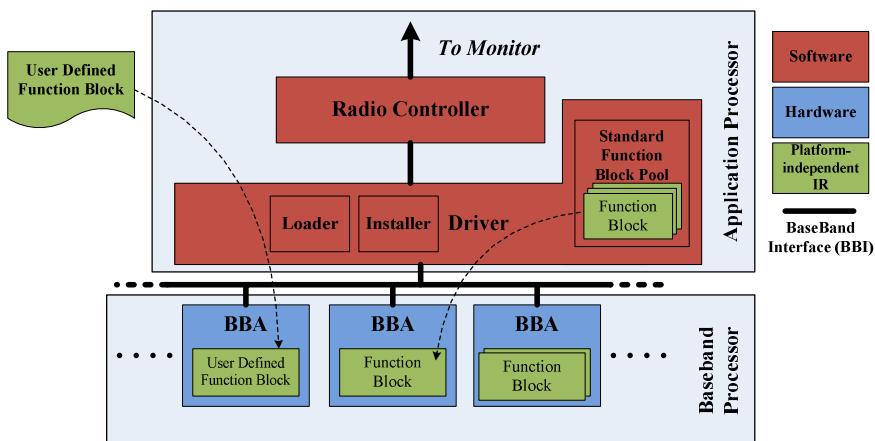 To Monitor
User Defined
Function Block
Radio Controller
Standard
Function
Block Pool
Function
Block
Loader
Installer
Driver
Application Processor
Software
Hardware
Platform-
independent
IR
BaseBand
Interface (BBI)
BBA
BBA
BBA
User Defined
Function Block
Function
Block
Function
Block
Baseband
Processor